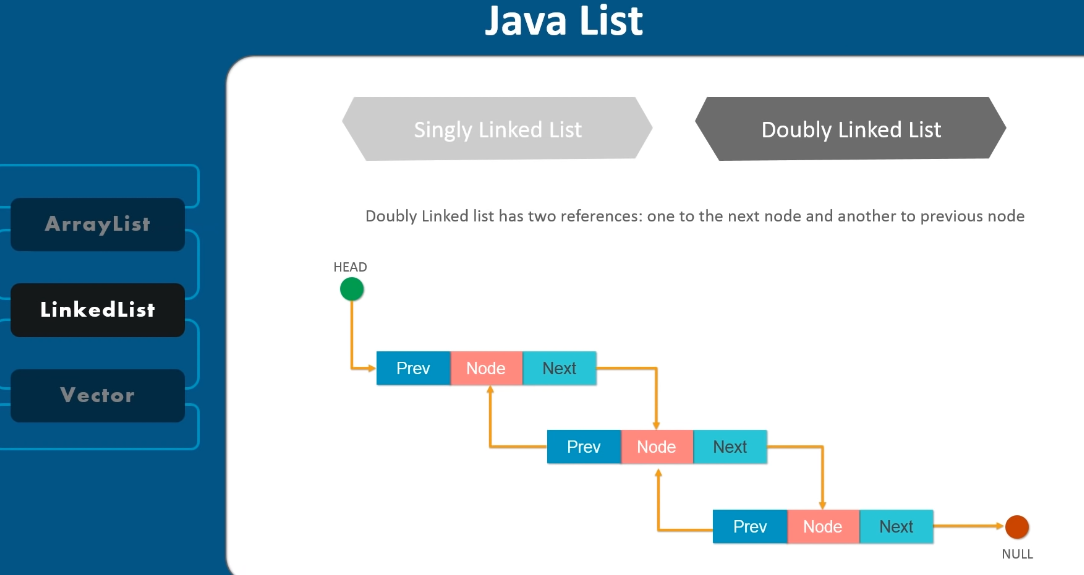 Java List
Singly Linked List
Doubly Linked List
ArrayList
LinkedList
Vector
Doubly Linked list has two references: one to the next node and another to previous node
HEAD
Prev Node Next
Prev Node Next
Prev Node Next
NULL